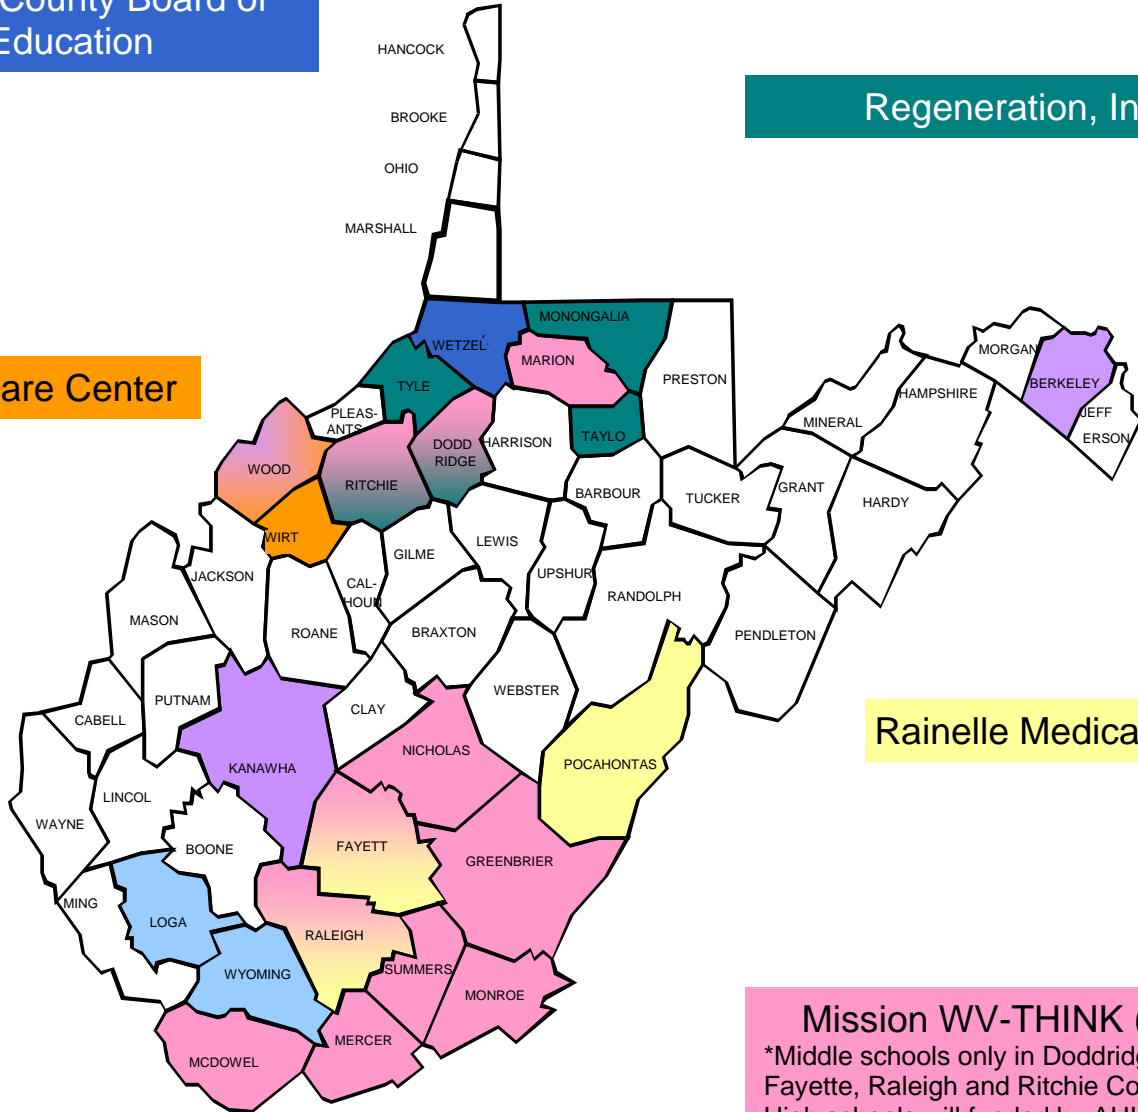 County Board of
Education
HANCOCK
Regeneration, In
BROOKE
OHIO
MARSHALL
MONONGALIA
WETZEL
MARION
MORGAN
PRESTON
BERKELEY
are Center
TYLE
HAMPSHIRE
PLEAS-
ANTS
JEFF
ERSON
MINERAL
DODD
RIDGE
HARRISON
TAYLO
WOOD
RITCHIE
BARBOUR
TUCKER
GRANT
HARDY
WIRT
GILME
LEWIS
UPSHUR
JACKSON
CAL-
HOUN
RANDOLPH
MASON
ROANE
BRAXTON
PENDLETON
PUTNAM
WEBSTER
CABELL
CLAY
Rainelle Medica
NICHOLAS
POCAHONTAS
KANAWHA
LINCOL
WAYNE
BOONE
FAYETT
GREENBRIER
MING
LOGA
RALEIGH
WYOMING
SUMMERS
MONROE
Mission WV-THINK
MERCER
*Middle schools only in Doddridg
MCDOWEL
Fayette, Raleigh and Ritchie Co